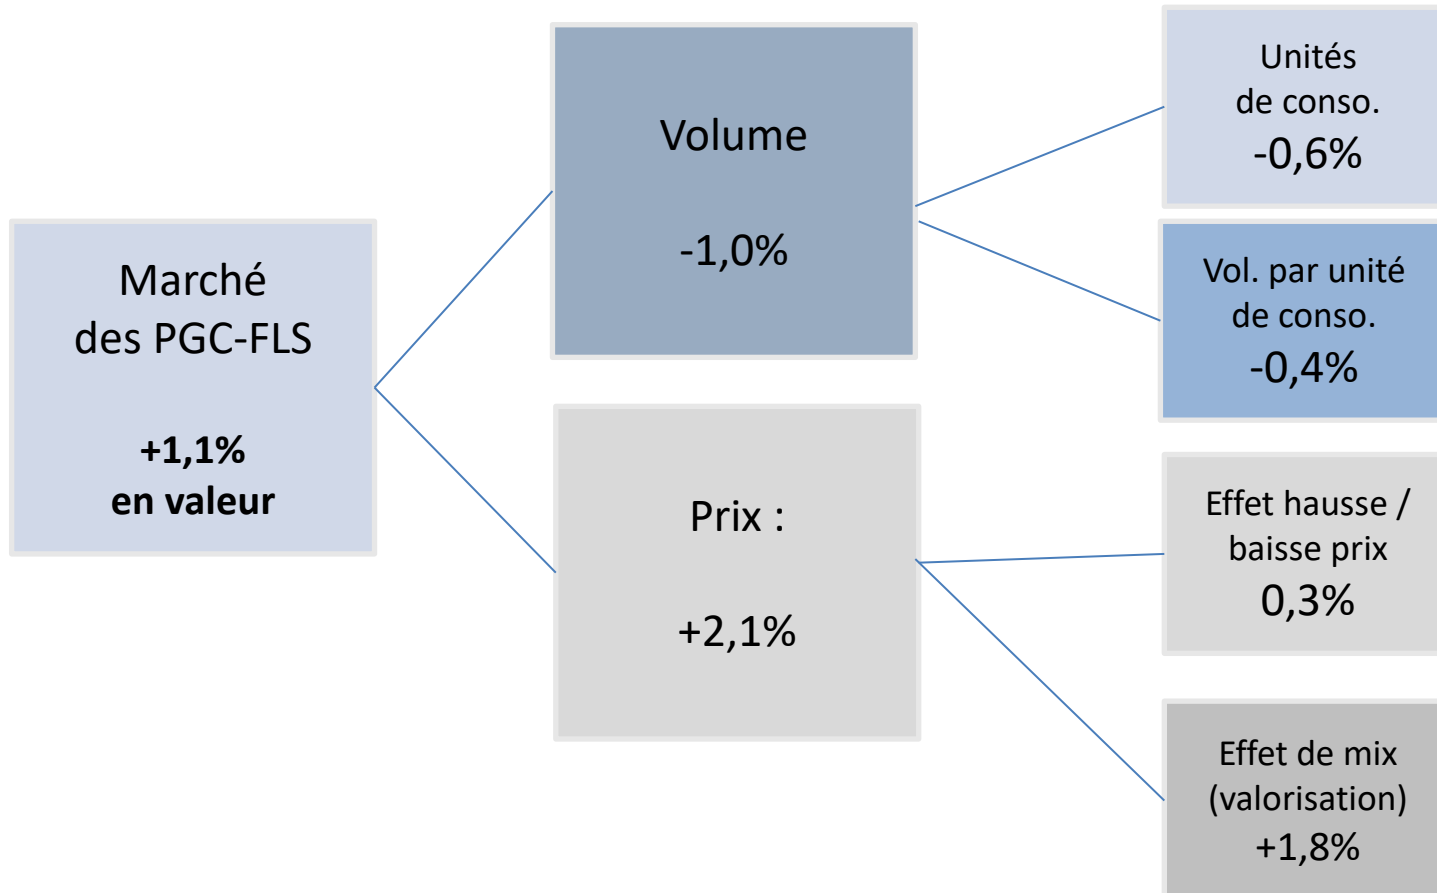 Marché
des PGC-FLS
+1,1%
en valeur
Volume
-1,0%
Prix :
+2,1%
Unités
de conso.
-0,6%
Vol. par unité
de conso.
-0,4%
Effet hausse /
baisse prix
0,3%
Effet de mix
(valorisation)
+1,8%